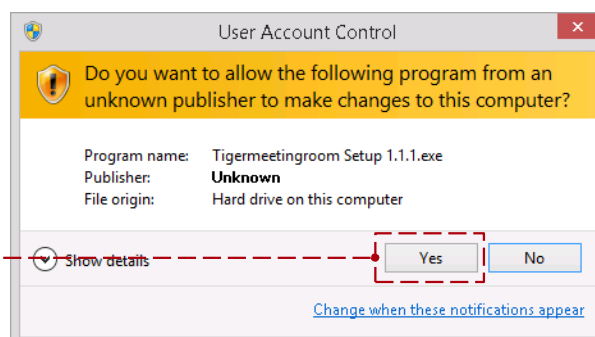 User Account Control
Do you want to allow the following program from an
unknown publisher to make changes to this computer?
Program name: Tigermeetingroom Setup 1.1.1.exe
Publisher: Unknown
File origin: Hard drive on this computer
Show details Yes No
Change when these notifications appear